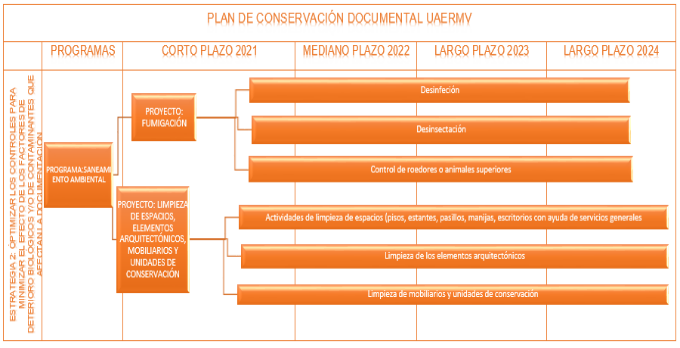 PLAN DE CONSERVACIÓN DOCUMENTAL UAERMV
PROGRAMAS
CORTO PLAZO 2021
MEDIANO PLAZO 2022
LARGO PLAZO 2023
LARGO PLAZO 2024
ESTRATEGIA 2: OPTIMIZAR LOS CONTROLES PARA
MINIMIZAR EL EFECTO DE LOS FACTORES DE
DETERIORO BIOLÓGICOS Y/O DE CONTAMINANTES QUE
AFECTAN LA DOCUMENTACIÓN
PROGRAMA:SANEAMI
ENTO AMBIENTAL
PROYECTO:
FUMIGACIÓN
Desinfeción
Desinsectación
Control de roedores o animales superiores
PROYECTO: LIMPIEZA
DE ESPACIOS,
ELEMENTOS
ARQUITECTÓNICOS,
MOBILIARIOS Y
UNIDADES DE
CONSERVACIÓN
Actividades de limpieza de espacios (pisos, estantes, pasillos, manijas, escritorios con ayuda de servicios generales
Limpieza de los elementos arquitectónicos
Limpieza de mobiliarios y unidades de conservación